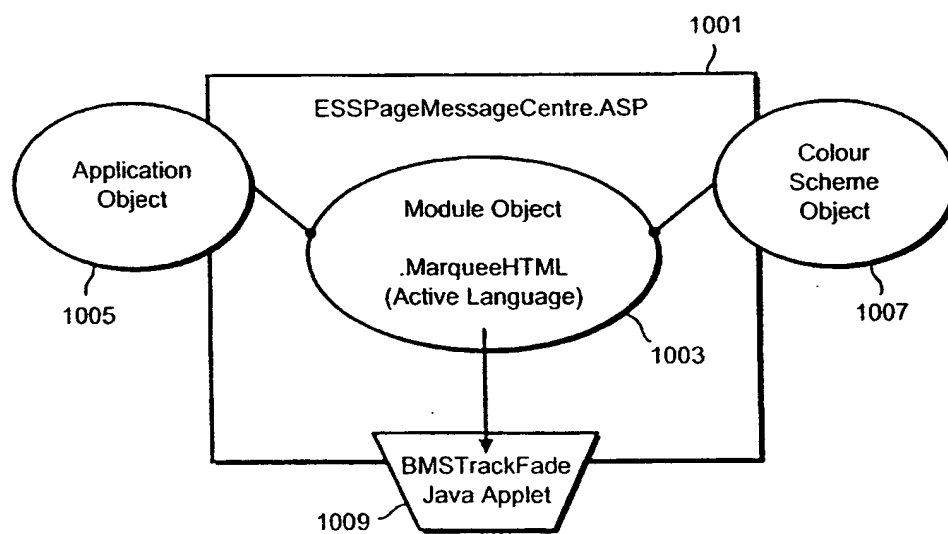 1001
ESSPageMessageCentre.ASP
Application
Object
Colour
Scheme
Object
Module Object
.MarqueeHTML
(Active Language)
1005
1007
1003
BMSTrackFade
Java Applet
1009